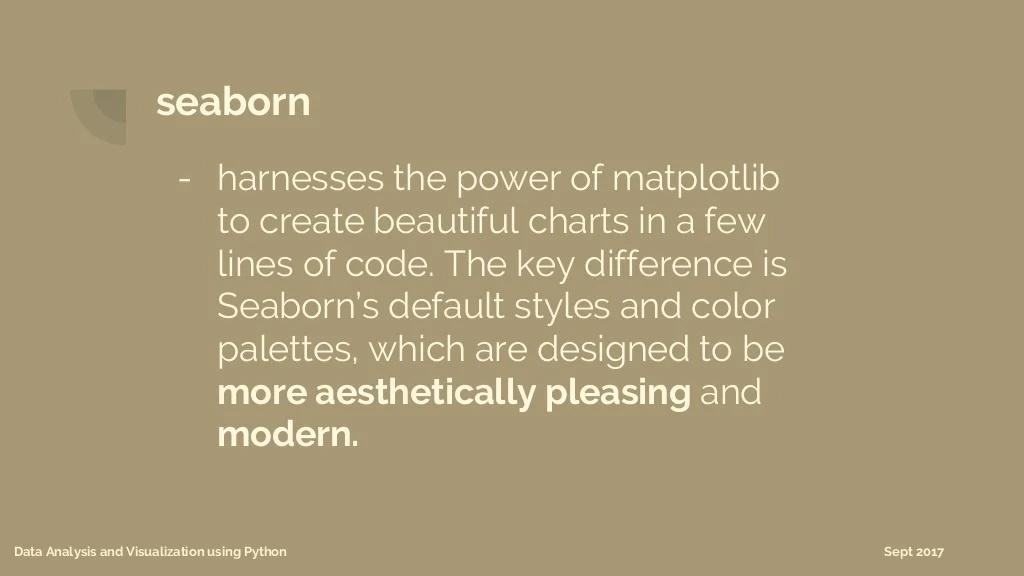 seaborn
- harnesses the power of matplotlib
to create beautiful charts in a few
lines of code. The key difference is
Seaborn's default styles and color
palettes, which are designed to be
more aesthetically pleasing and
modern.
Data Analysis and Visualization using Python
Sept 2017